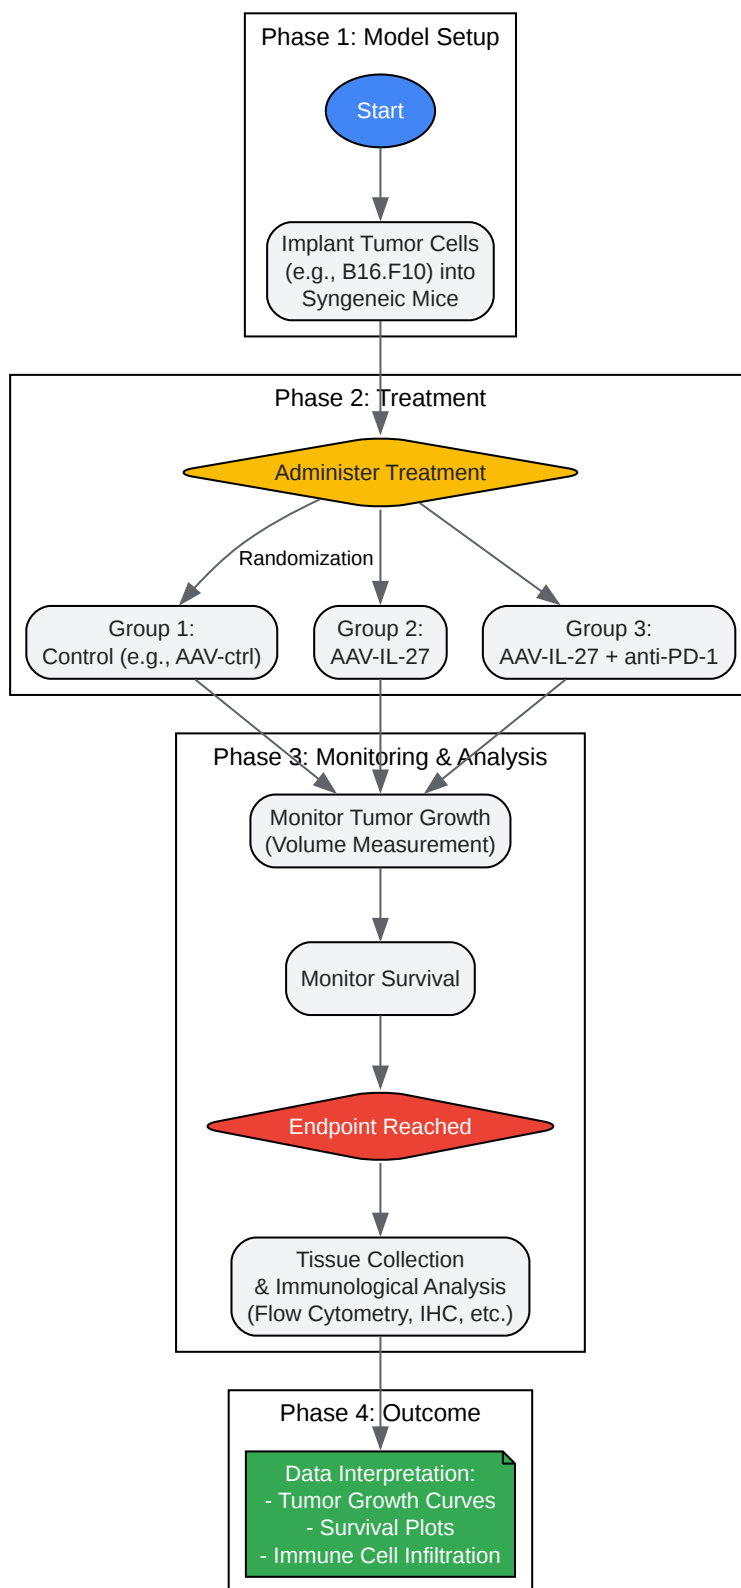 Phase 1: Model Setup
Start
Implant Tumor Cells
(e.g., B16.F10) into
Syngeneic Mice
Phase 2: Treatment
Administer Treatment
Randomization
Group 1:
Control (e.g., AAV-ctrl)
Group 2:
AAV-IL-27
Group 3:
AAV-IL-27 + anti-PD-1
Phase 3: Monitoring & Analysis
Monitor Tumor Growth
(Volume Measurement)
Monitor Survival
Endpoint Reached
Tissue Collection
& Immunological Analysis
(Flow Cytometry, IHC, etc.)
Phase 4: Outcome
Data Interpretation:
- Tumor Growth Curves
- Survival Plots
- Immune Cell Infiltration